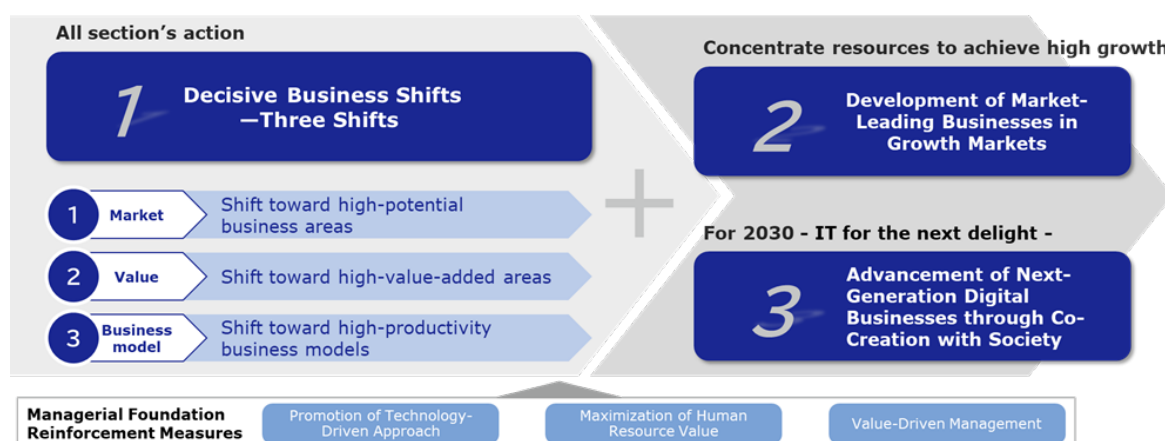 All section's action
1
Decisive Business Shifts
—Three Shifts
1
Market
Shift toward high-potential
business areas
2
Value
Shift toward high-value-added areas
3
Business
model
Shift toward high-productivity
business models
+
Concentrate resources to achieve high growth
2
Development of Market-
Leading Businesses in
Growth Markets
For 2030 - IT for the next delight -
3
Advancement of Next-
Generation Digital
Businesses through Co-
Creation with Society
Managerial Foundation
Reinforcement Measures
Promotion of Technology-
Driven Approach
Maximization of Human
Resource Value
Value-Driven Management